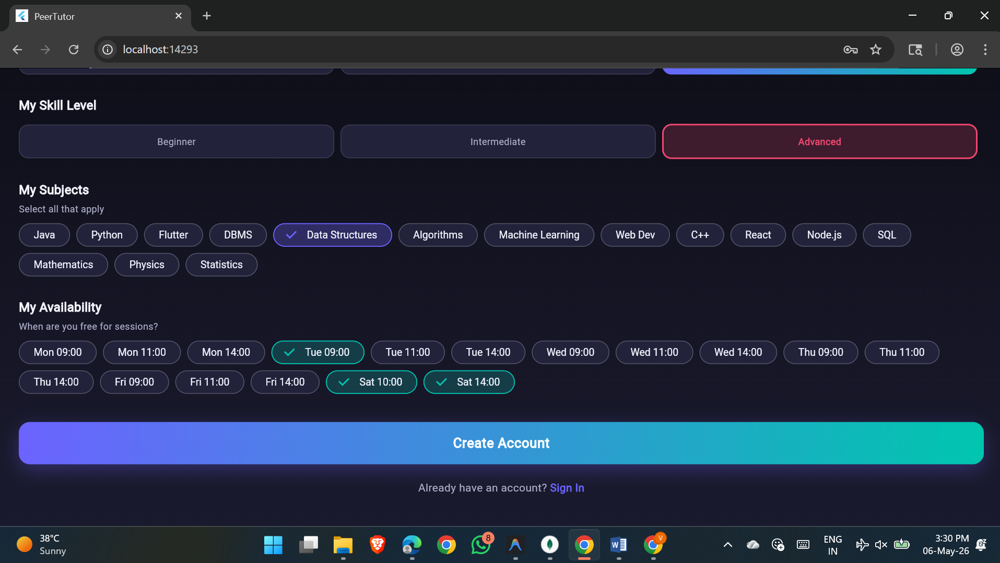 PeerTutor
localhost:14293
My Skill Level
Beginner Intermediate Advanced
My Subjects
Select all that apply
Java Python Flutter DBMS Data Structures Algorithms Machine Learning Web Dev C++ React Node.js SQL
Mathematics Physics Statistics
My Availability
When are you free for sessions?
Mon 09:00 Mon 11:00 Mon 14:00 Tue 09:00 Tue 11:00 Tue 14:00 Wed 09:00 Wed 11:00 Wed 14:00 Thu 09:00 Thu 11:00
Thu 14:00 Fri 09:00 Fri 11:00 Fri 14:00 Sat 10:00 Sat 14:00
Create Account
Already have an account? Sign In
38°C
Sunny
8
W
V
ENG
IN
3:30 PM
06-May-26